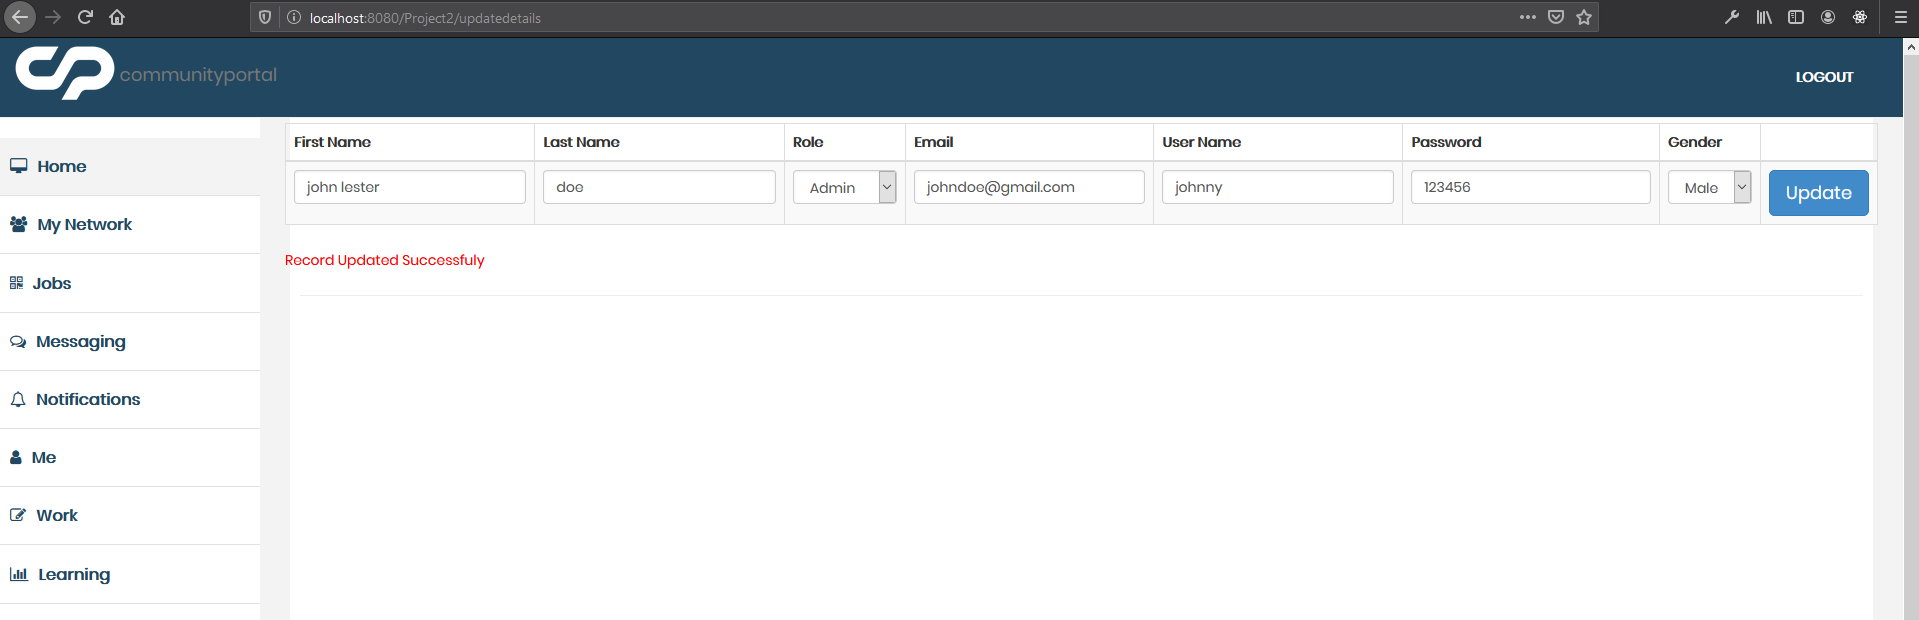 localhost:8080/Project2/updatedetails
communityportal
LOGOUT
First Name Last Name Role Email User Name Password Gender
john lester doe Admin johndoe@gmail.com johnny 123456 Male Update
Record Updated Successfuly
Home
My Network
Jobs
Messaging
Notifications
Me
Work
Learning